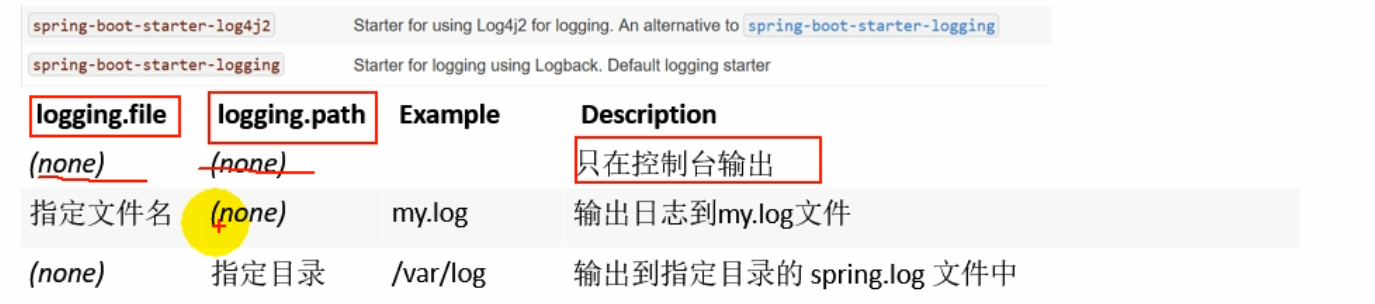 spring-boot-starter-log4j2 Starter for using Log4j2 for logging. An alternative to spring-boot-starter-logging
spring-boot-starter-logging Starter for logging using Logback. Default logging starter
logging.file logging.path Example Description
(none) (none) 只在控制台输出
指定文件名 (none) my.log 输出日志到my.log文件
(none) 指定目录 /var/log 输出到指定目录的 spring.log 文件中